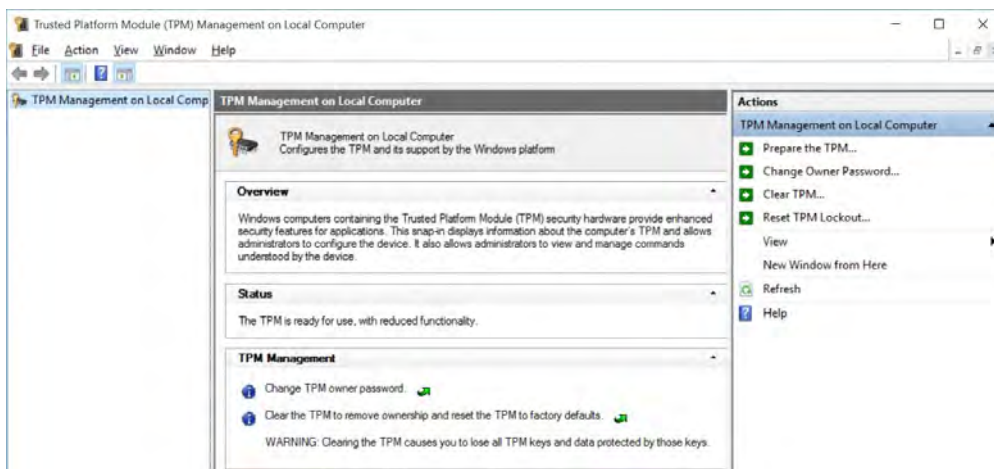 Trusted Platform Module (TPM) Management on Local Computer
File Action View Window Help
TPM Management on Local Comp
TPM Management on Local Computer
TPM Management on Local Computer
Configures the TPM and its support by the Windows platform
Overview
Windows computers containing the Trusted Platform Module (TPM) security hardware provide enhanced
security features for applications. This snap-in displays information about the computer's TPM and allows
administrators to configure the device. It also allows administrators to view and manage commands
understood by the device.
Status
The TPM is ready for use, with reduced functionality.
TPM Management
Change TPM owner password.
Clear the TPM to remove ownership and reset the TPM to factory defaults.
WARNING: Clearing the TPM causes you to lose all TPM keys and data protected by those keys.
Actions
TPM Management on Local Computer
Prepare the TPM...
Change Owner Password...
Clear TPM...
Reset TPM Lockout...
View
New Window from Here
Refresh
Help